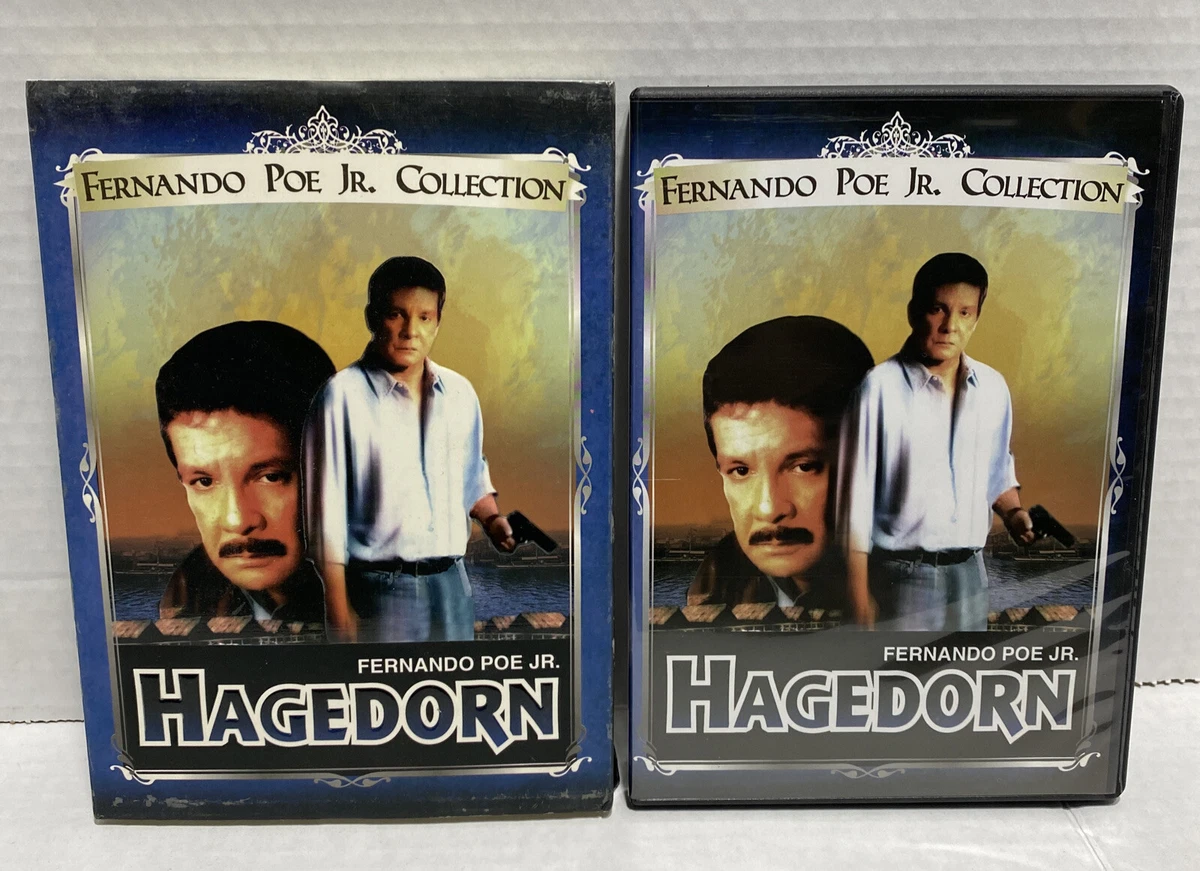 FERNANDO POE JR. COLLECTION
FERNANDO POE JR.
HAGEDORN
FERNANDO POE JR. COLLECTION
FERNANDO POE JR.
HAGEDORN